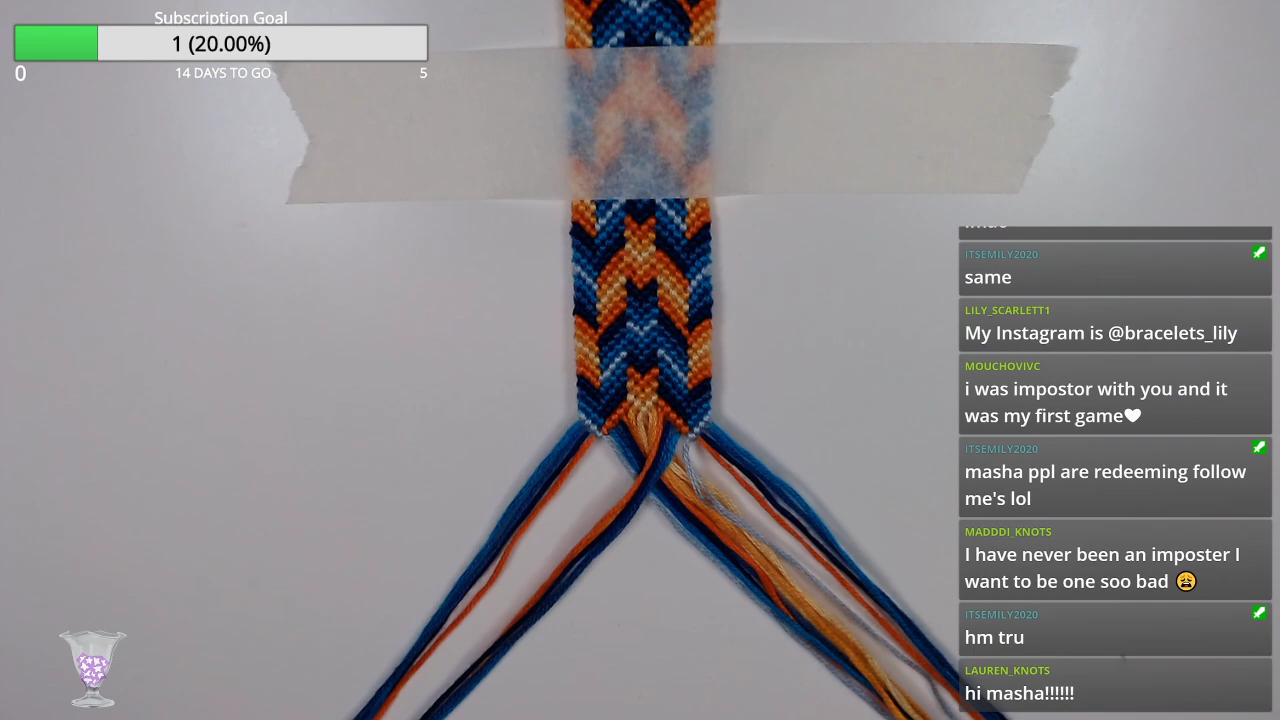 Subscription Goal
1 (20.00%)
0 14 DAYS TO GO 5
ITSEMILY2020
same
LILY_SCARLETT1
My Instagram is @bracelets_lily
MOUCHOVIVC
i was impostor with you and it
was my first game🤍
ITSEMILY2020
masha ppl are redeeming follow
me's lol
MADDDI_KNOTS
I have never been an imposter I
want to be one soo bad 😩
ITSEMILY2020
hm tru
LAUREN_KNOTS
hi masha!!!!!!